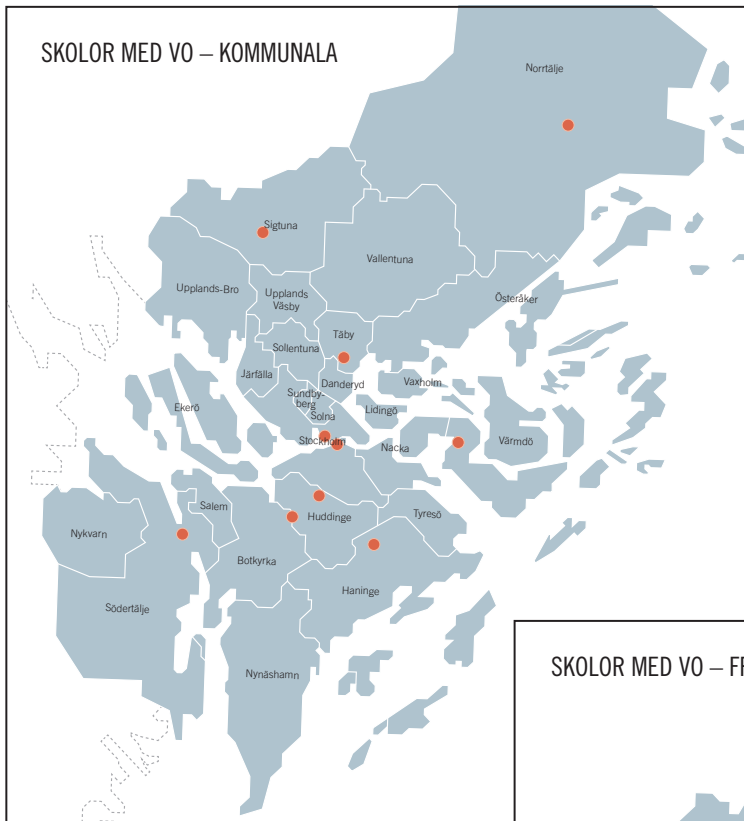 SKOLOR MED VO – KOMMUNALA
Norrtälje
Sigtuna
Vallentuna
Upplands-Bro
Upplands
Väsby
Österåker
Täby
Sollentuna
Järfälla
Danderyd
Vaxholm
Sundby-
berg
Ekerö
Lidingö
Solna
Stockholm
Nacka
Värmdö
Salem
Huddinge
Tyresö
Nykvarn
Botkyrka
Haninge
Södertälje
Nynäshamn
SKOLOR MED VO –